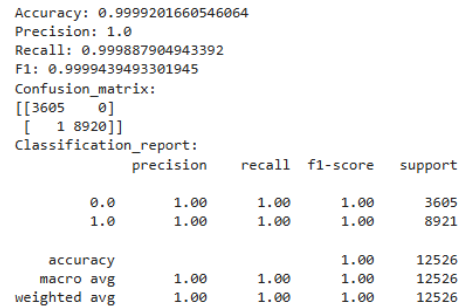 Accuracy: 0.9999201660546064
Precision: 1.0
Recall: 0.999887904943392
F1: 0.9999439493301945
Confusion_matrix:
[[3605    0]
 [   1 8920]]
Classification_report:
              precision    recall  f1-score   support

         0.0       1.00      1.00      1.00      3605
         1.0       1.00      1.00      1.00      8921

    accuracy                           1.00     12526
   macro avg       1.00      1.00      1.00     12526
weighted avg       1.00      1.00      1.00     12526